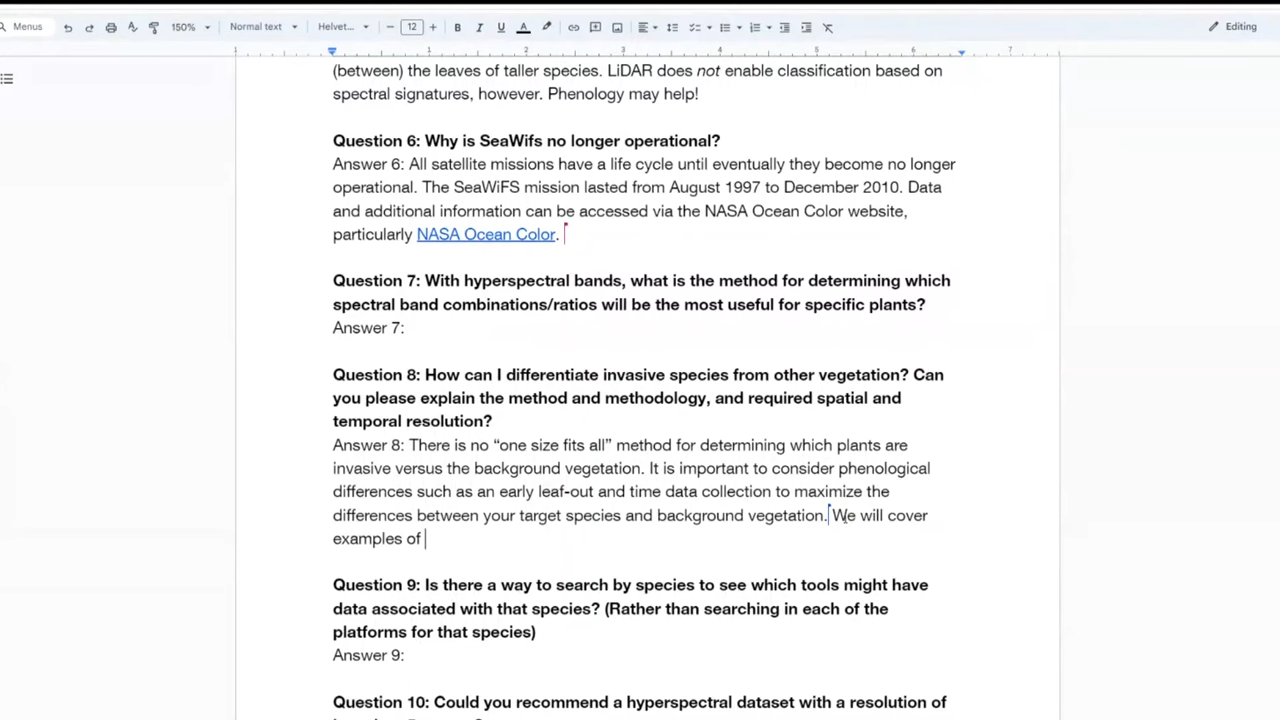 Menus
150%
Normal text
Helvet...
12
B
I
U
A
Editing
1
1
2
3
4
5
6
7
(between) the leaves of taller species. LiDAR does not enable classification based on
spectral signatures, however. Phenology may help!
Question 6: Why is SeaWifs no longer operational?
Answer 6: All satellite missions have a life cycle until eventually they become no longer
operational. The SeaWiFS mission lasted from August 1997 to December 2010. Data
and additional information can be accessed via the NASA Ocean Color website,
particularly NASA Ocean Color.
Question 7: With hyperspectral bands, what is the method for determining which
spectral band combinations/ratios will be the most useful for specific plants?
Answer 7:
Question 8: How can I differentiate invasive species from other vegetation? Can
you please explain the method and methodology, and required spatial and
temporal resolution?
Answer 8: There is no “one size fits all” method for determining which plants are
invasive versus the background vegetation. It is important to consider phenological
differences such as an early leaf-out and time data collection to maximize the
differences between your target species and background vegetation. We will cover
examples of
Question 9: Is there a way to search by species to see which tools might have
data associated with that species? (Rather than searching in each of the
platforms for that species)
Answer 9:
Question 10: Could you recommend a hyperspectral dataset with a resolution of